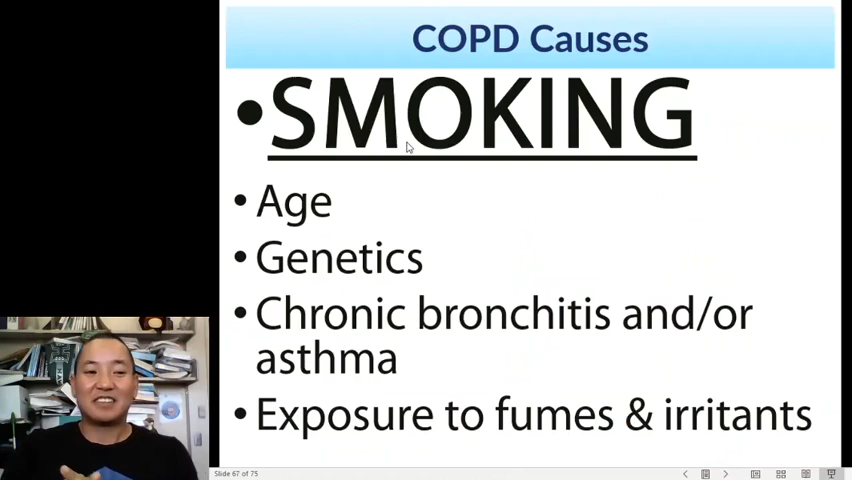 COPD Causes
•SMOKING
• Age
• Genetics
• Chronic bronchitis and/or
asthma
• Exposure to fumes & irritants
Slide 67 of 75